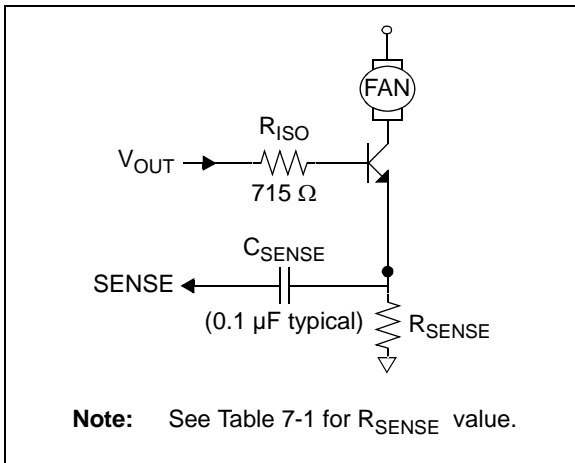 FAN
R_ISO
V_OUT
715 Ω
C_SENSE
SENSE
(0.1 µF typical)
R_SENSE
Note: See Table 7-1 for R_SENSE value.